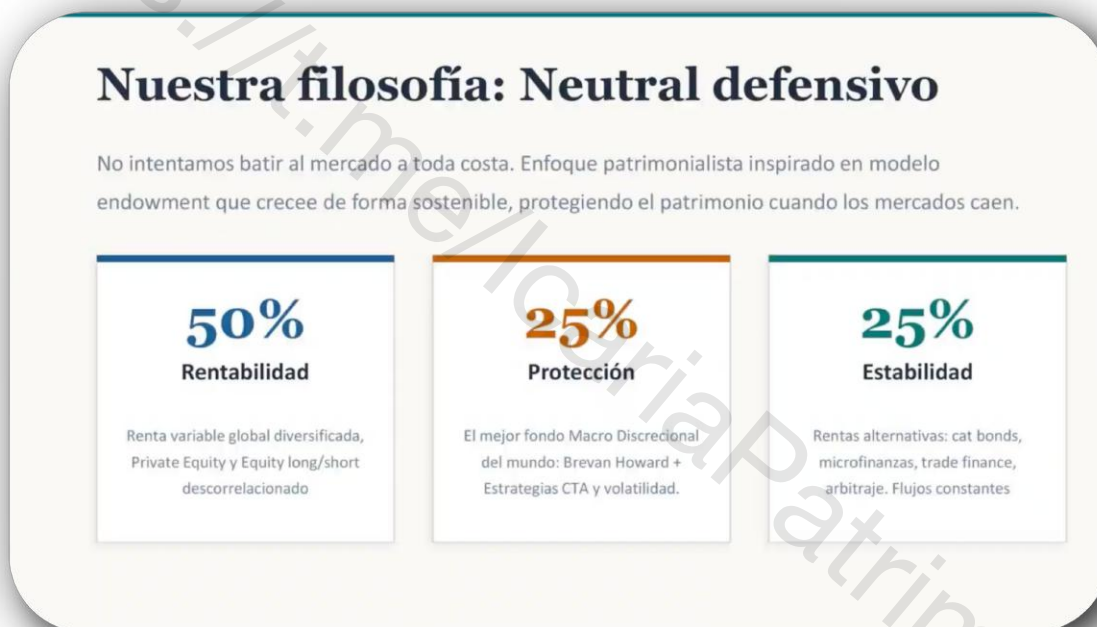 Nuestra filosofía: Neutral defensivo
No intentamos batir al mercado a toda costa. Enfoque patrimonialista inspirado en modelo
endowment que crecee de forma sostenible, protegiendo el patrimonio cuando los mercados caen.
50%
Rentabilidad
Renta variable global diversificada,
Private Equity y Equity long/short
descorrelacionado
25%
Protección
El mejor fondo Macro Discrecional
del mundo: Brevan Howard +
Estrategias CTA y volatilidad.
25%
Estabilidad
Rentas alternativas: cat bonds,
microfinanzas, trade finance,
arbitraje. Flujos constantes
s://t.me/IcariaPatrim